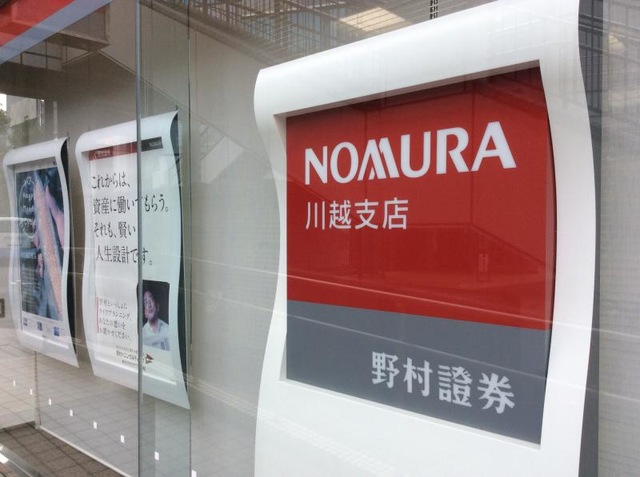 NOMURA
川越支店
野村證券
これからは、
資産に働いてもらう。
それも、賢い
人生設計です。